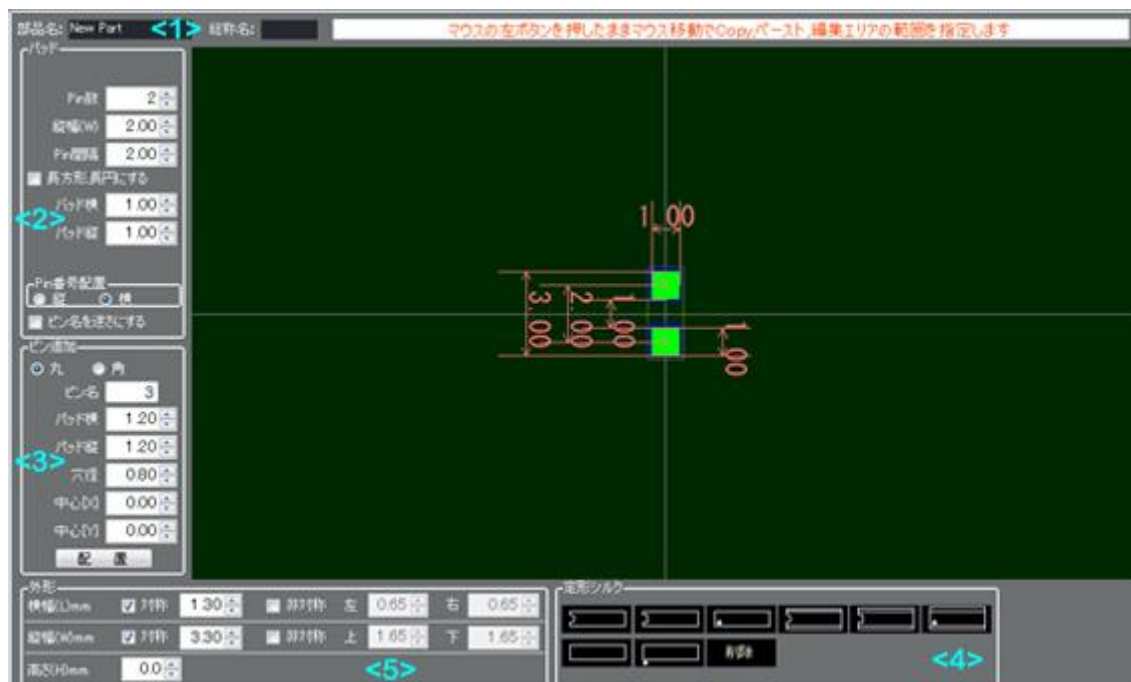 部品名: New Part <1> 総称名:
マウスの左ボタンを押したままマウス移動でCopy,ペースト,編集エリアの範囲を指定します
パッド
Pin数 2
縦幅(W) 2.00
Pin間隔 2.00
長方形,長円にする
パッド横 1.00
<2>
パッド縦 1.00
Pin番号配置
縦 横
ピン名を逆さにする
ピン追加
丸 角
ピン名 3
パッド横 1.20
パッド縦 1.20
<3>
穴径 0.80
中心[X] 0.00
中心[Y] 0.00
配 置
1.00
3.00
2.00
1.00
1.00
外形
横幅(L)mm 対称 1.30 非対称 左 0.65 右 0.65
縦幅(W)mm 対称 3.30 非対称 上 1.65 下 1.65
高さ(H)mm 0.0 <5>
定形シルク
削除 <4>